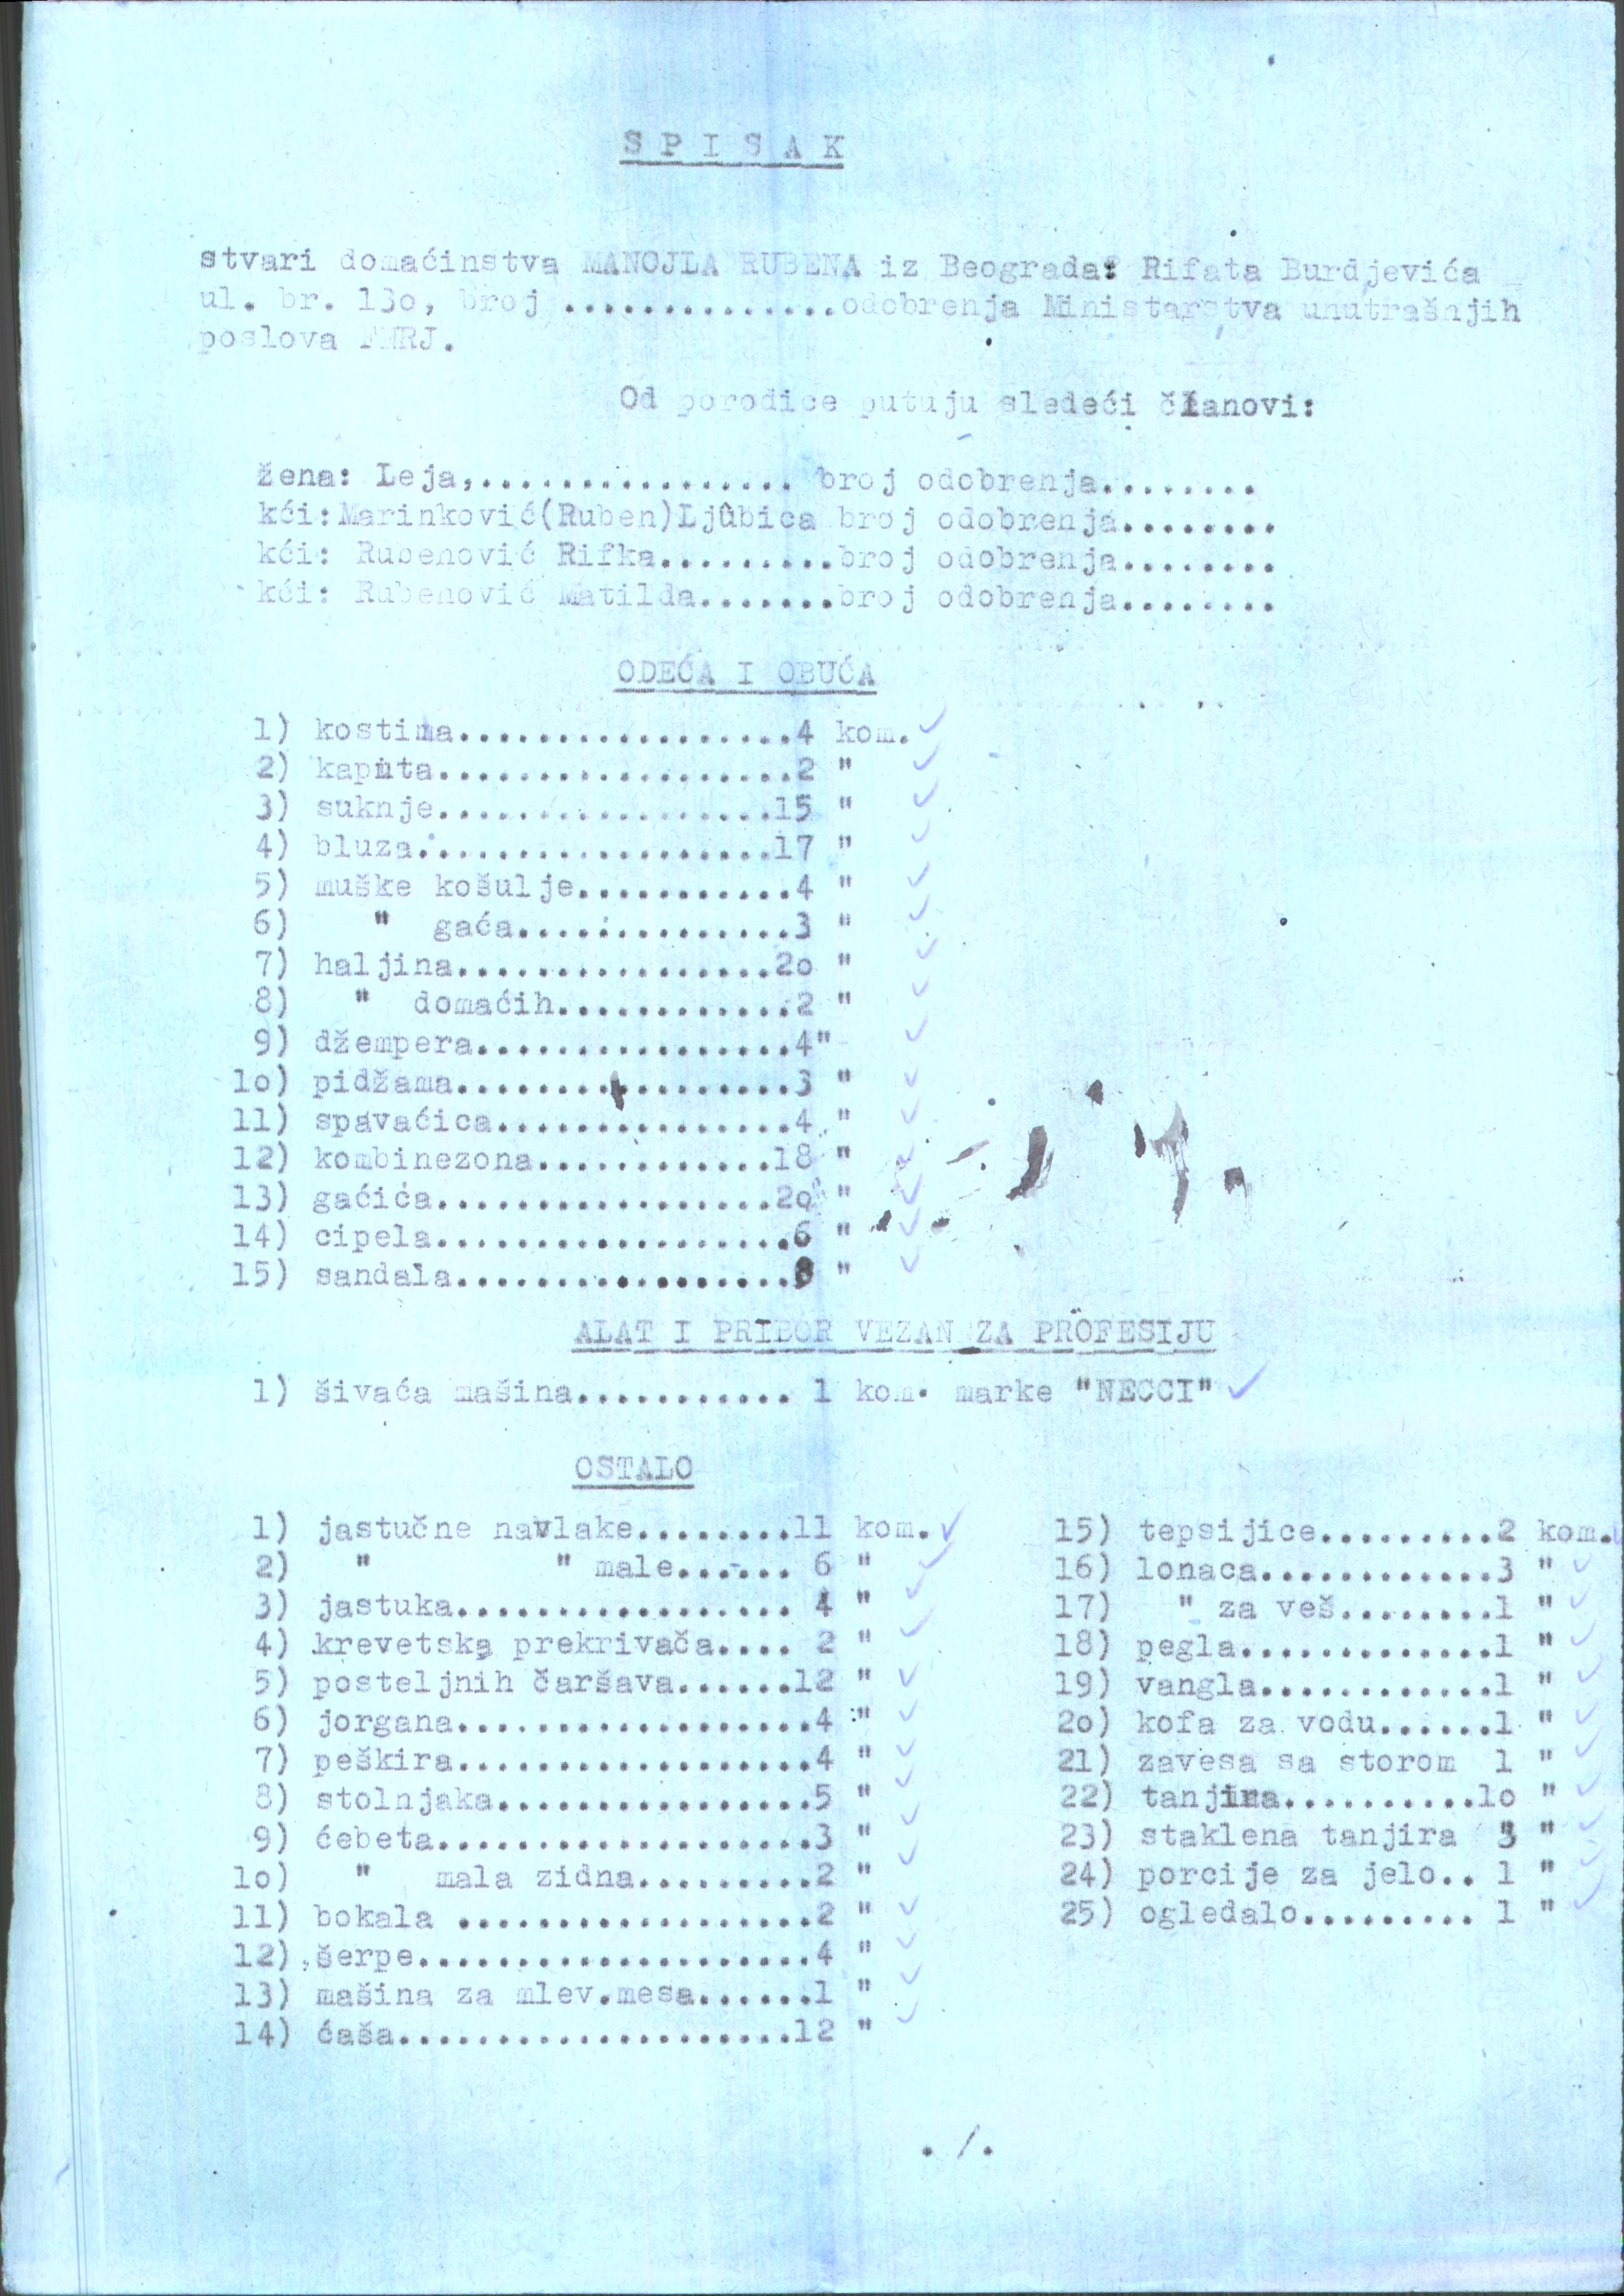 S P I S A K
stvari domaćinstva MANOJLA RUBENA iz Beograda: Rifata Burdjevića
ul. br. 13o, broj ..............odobrenja Ministarstva unutrašnjih
poslova FNRJ.
Od porodice putuju sledeći članovi:
žena: Leja,................ broj odobrenja........
kći: Marinković(Ruben)Ljubica broj odobrenja........
kći: Rubenović Rifka.........broj odobrenja........
kći: Rubenović Matilda.......broj odobrenja........
ODEĆA I OBUĆA
1) kostima.................4 kom.
2) kaputa..................2 "
3) suknje.................15 "
4) bluza..................17 "
5) muške košulje...........4 "
6) " gaća..............3 "
7) haljina................2o "
8) " domaćih............2 "
9) džempera................4"
1o) pidžama.................3 "
11) spavaćica...............4 "
12) kombinezona............18 "
13) gaćica.................2o "
14) cipela..................6 "
15) sandala.................8 "
ALAT I PRIBOR VEZAN ZA PROFESIJU
1) šivaća mašina........... 1 kom. marke "NECCI"
OSTALO
1) jastučne navlake........11 kom.
2) " " male...... 6 "
3) jastuka................. 4 "
4) krevetska prekrivača.... 2 "
5) posteljnih čaršava......12 "
6) jorgana..................4 "
7) peškira..................4 "
8) stolnjaka................5 "
9) ćebeta...................3 "
1o) " mala zidna.........2 "
11) bokala ..................2 "
12) šerpe....................4 "
13) mašina za mlev.mesa......1 "
14) ćaša....................12 "
15) tepsijice.........2 kom.
16) lonaca............3 "
17) " za veš........1 "
18) pegla.............1 "
19) vangla............1 "
2o) kofa za vodu......1 "
21) zavesa sa storom 1 "
22) tanjira..........1o "
23) staklena tanjira 3 "
24) porcije za jelo.. 1 "
25) ogledalo......... 1 "
./.